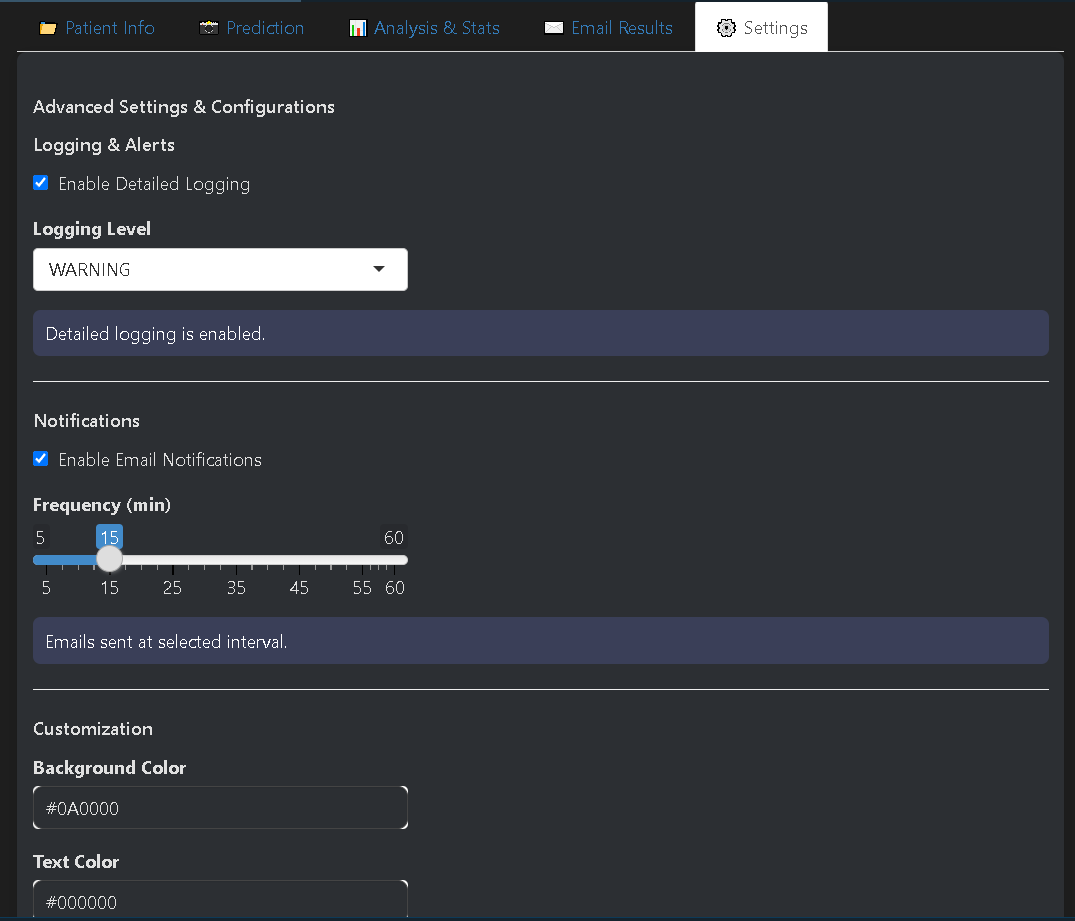 Patient Info Prediction Analysis & Stats Email Results Settings
Advanced Settings & Configurations
Logging & Alerts
Enable Detailed Logging
Logging Level
WARNING
Detailed logging is enabled.
Notifications
Enable Email Notifications
Frequency (min)
5 15 60
5 15 25 35 45 55 60
Emails sent at selected interval.
Customization
Background Color
#0A0000
Text Color
#000000